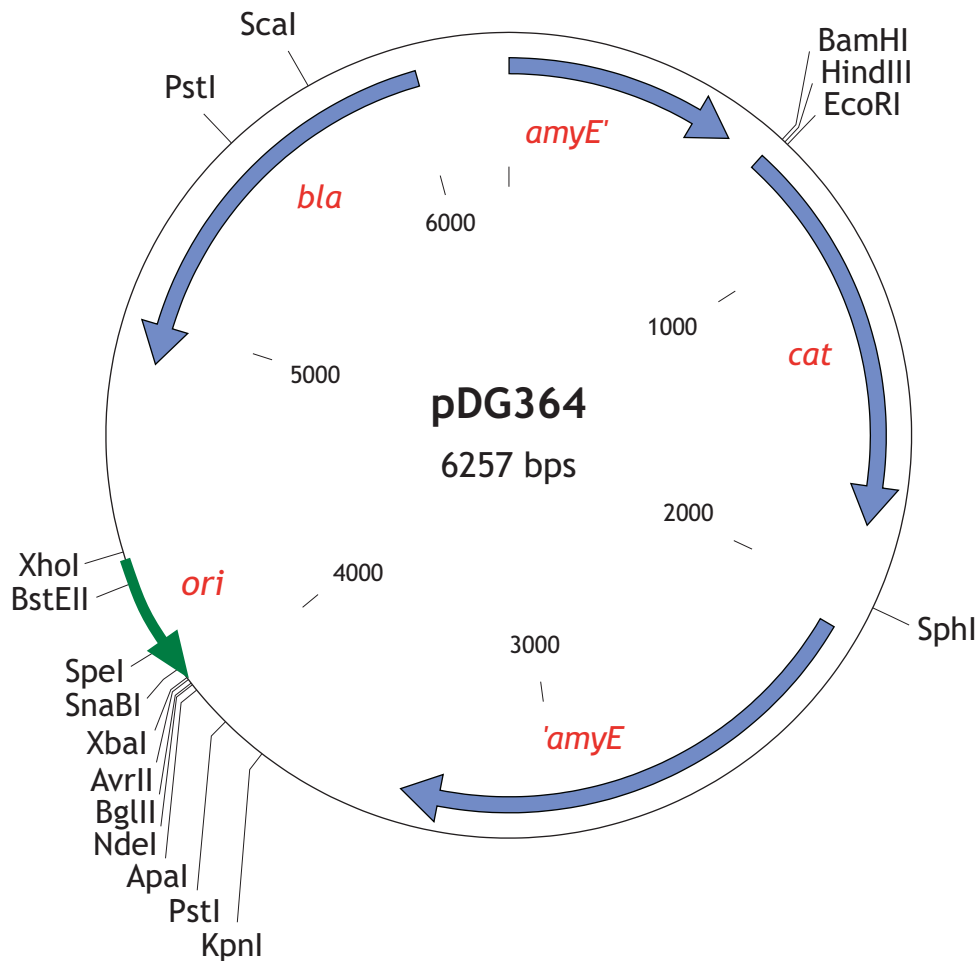 ScaI
PstI
BamHI
HindIII
EcoRI
amyE'
bla
6000
1000
cat
5000
pDG364
6257 bps
2000
4000
ori
XhoI
BstEII
SphI
3000
'amyE
SpeI
SnaBI
XbaI
AvrII
BglII
NdeI
ApaI
PstI
KpnI